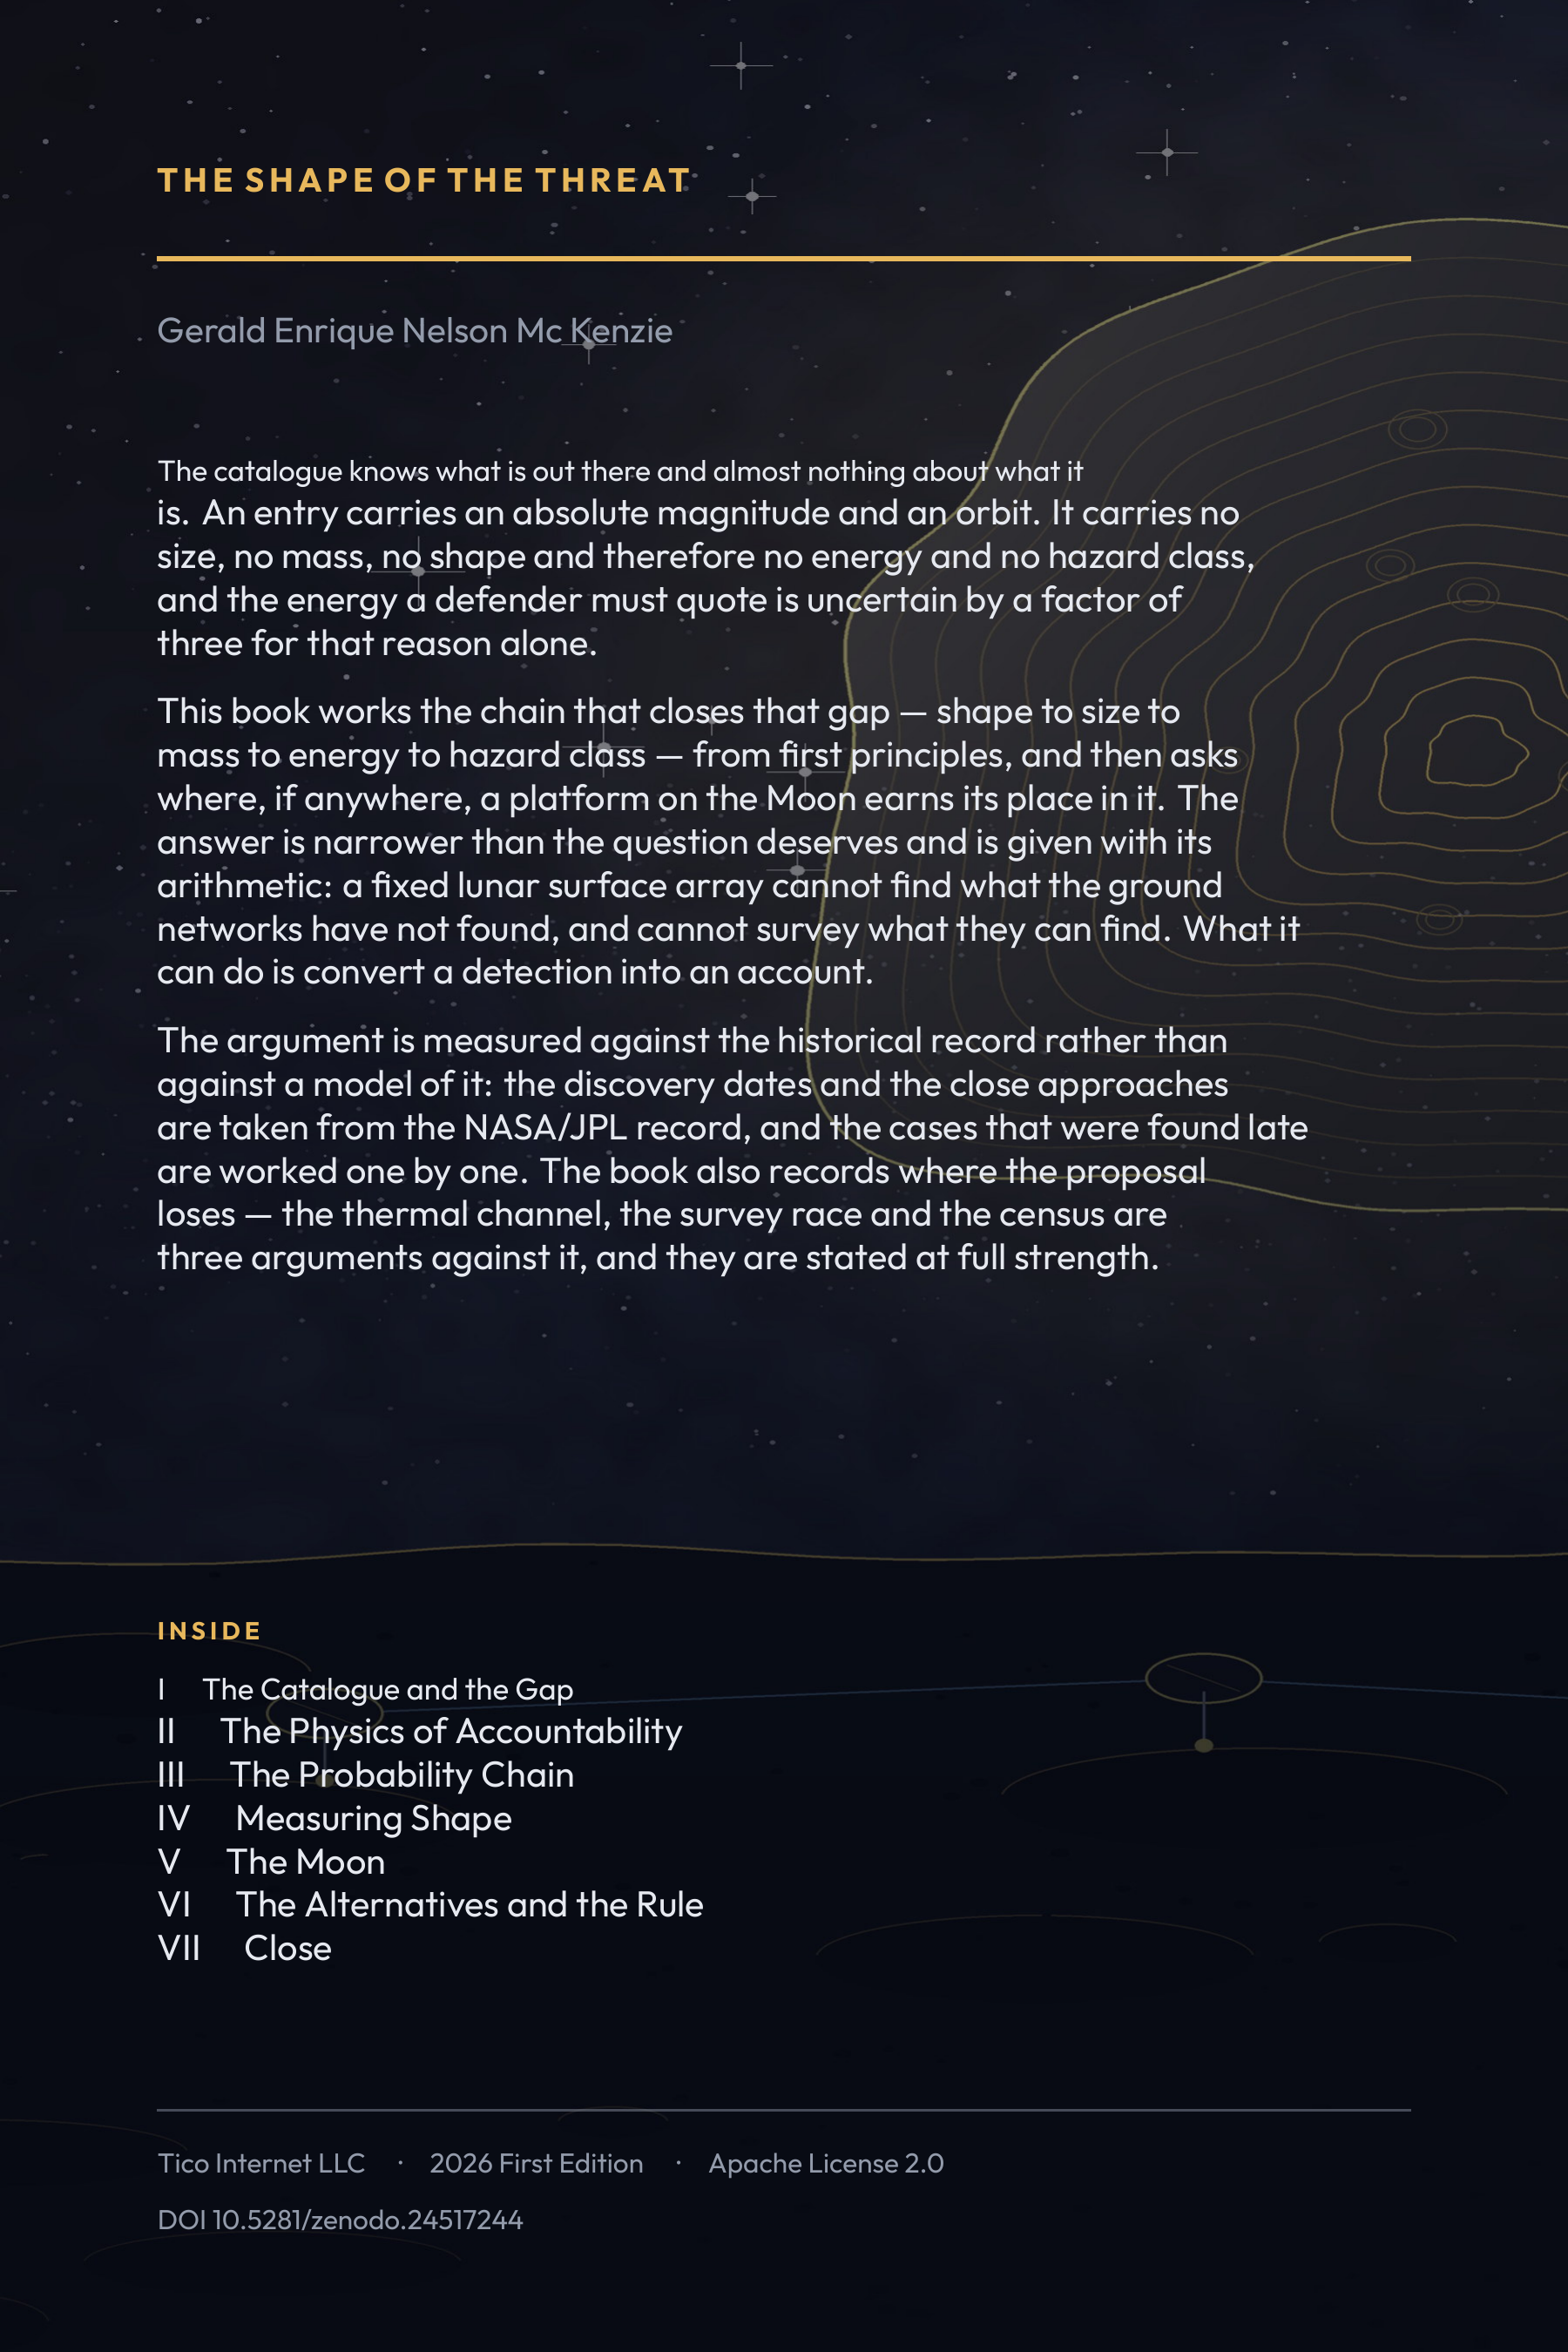 THE SHAPE OF THE THREAT
Gerald Enrique Nelson Mc Kenzie
The catalogue knows what is out there and almost nothing about what it
is. An entry carries an absolute magnitude and an orbit. It carries no
size, no mass, no shape and therefore no energy and no hazard class,
and the energy a defender must quote is uncertain by a factor of
three for that reason alone.
This book works the chain that closes that gap — shape to size to
mass to energy to hazard class — from first principles, and then asks
where, if anywhere, a platform on the Moon earns its place in it. The
answer is narrower than the question deserves and is given with its
arithmetic: a fixed lunar surface array cannot find what the ground
networks have not found, and cannot survey what they can find. What it
can do is convert a detection into an account.
The argument is measured against the historical record rather than
against a model of it: the discovery dates and the close approaches
are taken from the NASA/JPL record, and the cases that were found late
are worked one by one. The book also records where the proposal
loses — the thermal channel, the survey race and the census are
three arguments against it, and they are stated at full strength.
INSIDE
I The Catalogue and the Gap
II The Physics of Accountability
III The Probability Chain
IV Measuring Shape
V The Moon
VI The Alternatives and the Rule
VII Close
Tico Internet LLC · 2026 First Edition · Apache License 2.0
DOI 10.5281/zenodo.24517244